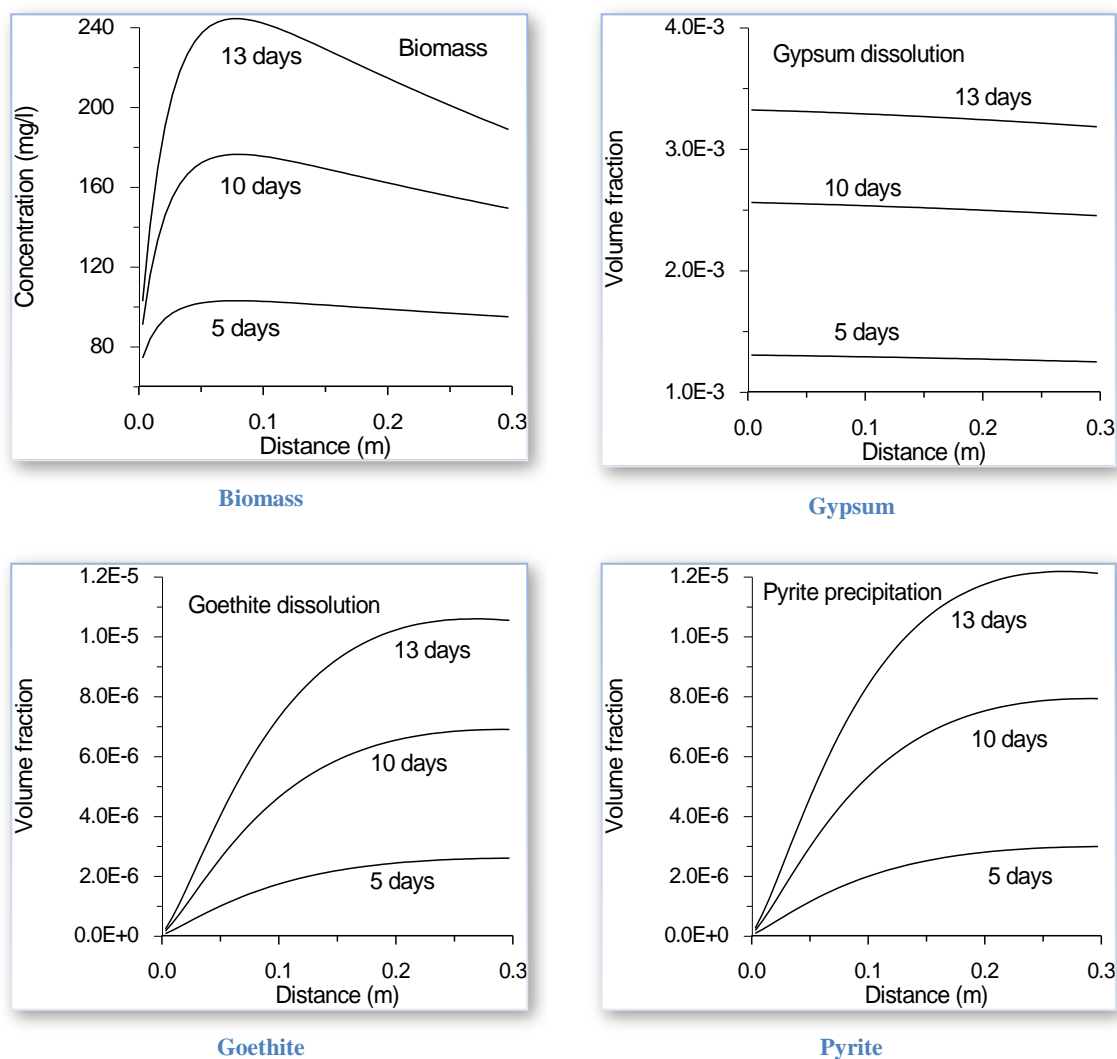 240
200
160
120
80
0.0 0.1 0.2 0.3
Distance (m)
Concentration (mg/l)
Biomass
13 days
10 days
5 days
Biomass
4.0E-3
3.0E-3
2.0E-3
1.0E-3
0.0 0.1 0.2 0.3
Distance (m)
Volume fraction
Gypsum dissolution
13 days
10 days
5 days
Gypsum
1.2E-5
1.0E-5
8.0E-6
6.0E-6
4.0E-6
2.0E-6
0.0E+0
0.0 0.1 0.2 0.3
Distance (m)
Volume fraction
Goethite dissolution
13 days
10 days
5 days
Goethite
1.2E-5
1.0E-5
8.0E-6
6.0E-6
4.0E-6
2.0E-6
0.0E+0
0.0 0.1 0.2 0.3
Distance (m)
Volume fraction
Pyrite precipitation
13 days
10 days
5 days
Pyrite